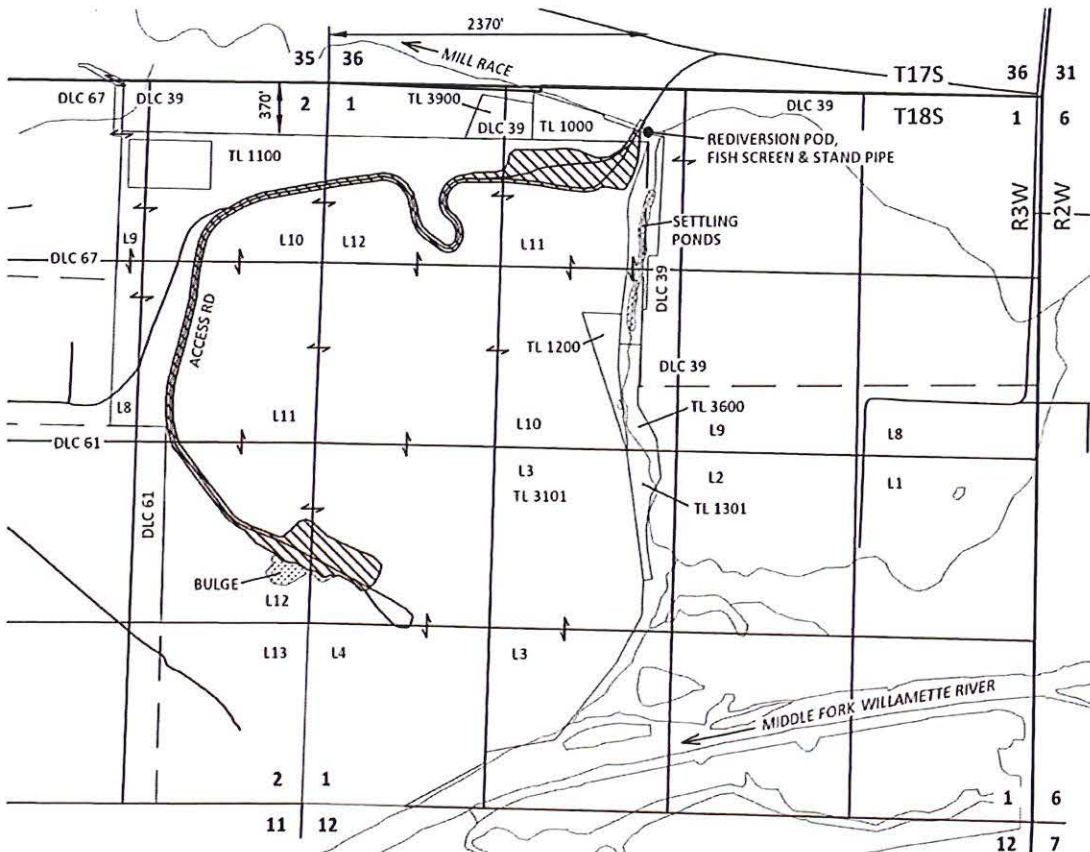 2370'
35 36
MILL RACE
T17S
36 31
DLC 67
DLC 39
2 1
370'
TL 3900
DLC 39
TL 1000
DLC 39
T18S
1 6
REDIVERSION POD,
FISH SCREEN & STAND PIPE
TL 1100
R3W
R2W
SETTLING
PONDS
L9
L10
L12
L11
DLC 67
DLC 39
ACCESS RD
TL 1200
DLC 39
L8
L11
L10
TL 3600
L9
L8
DLC 61
L3
TL 3101
L2
L1
DLC 61
TL 1301
BULGE
L12
L13
L4
L3
MIDDLE FORK WILLAMETTE RIVER
2 1
1 6
11 12
12 7